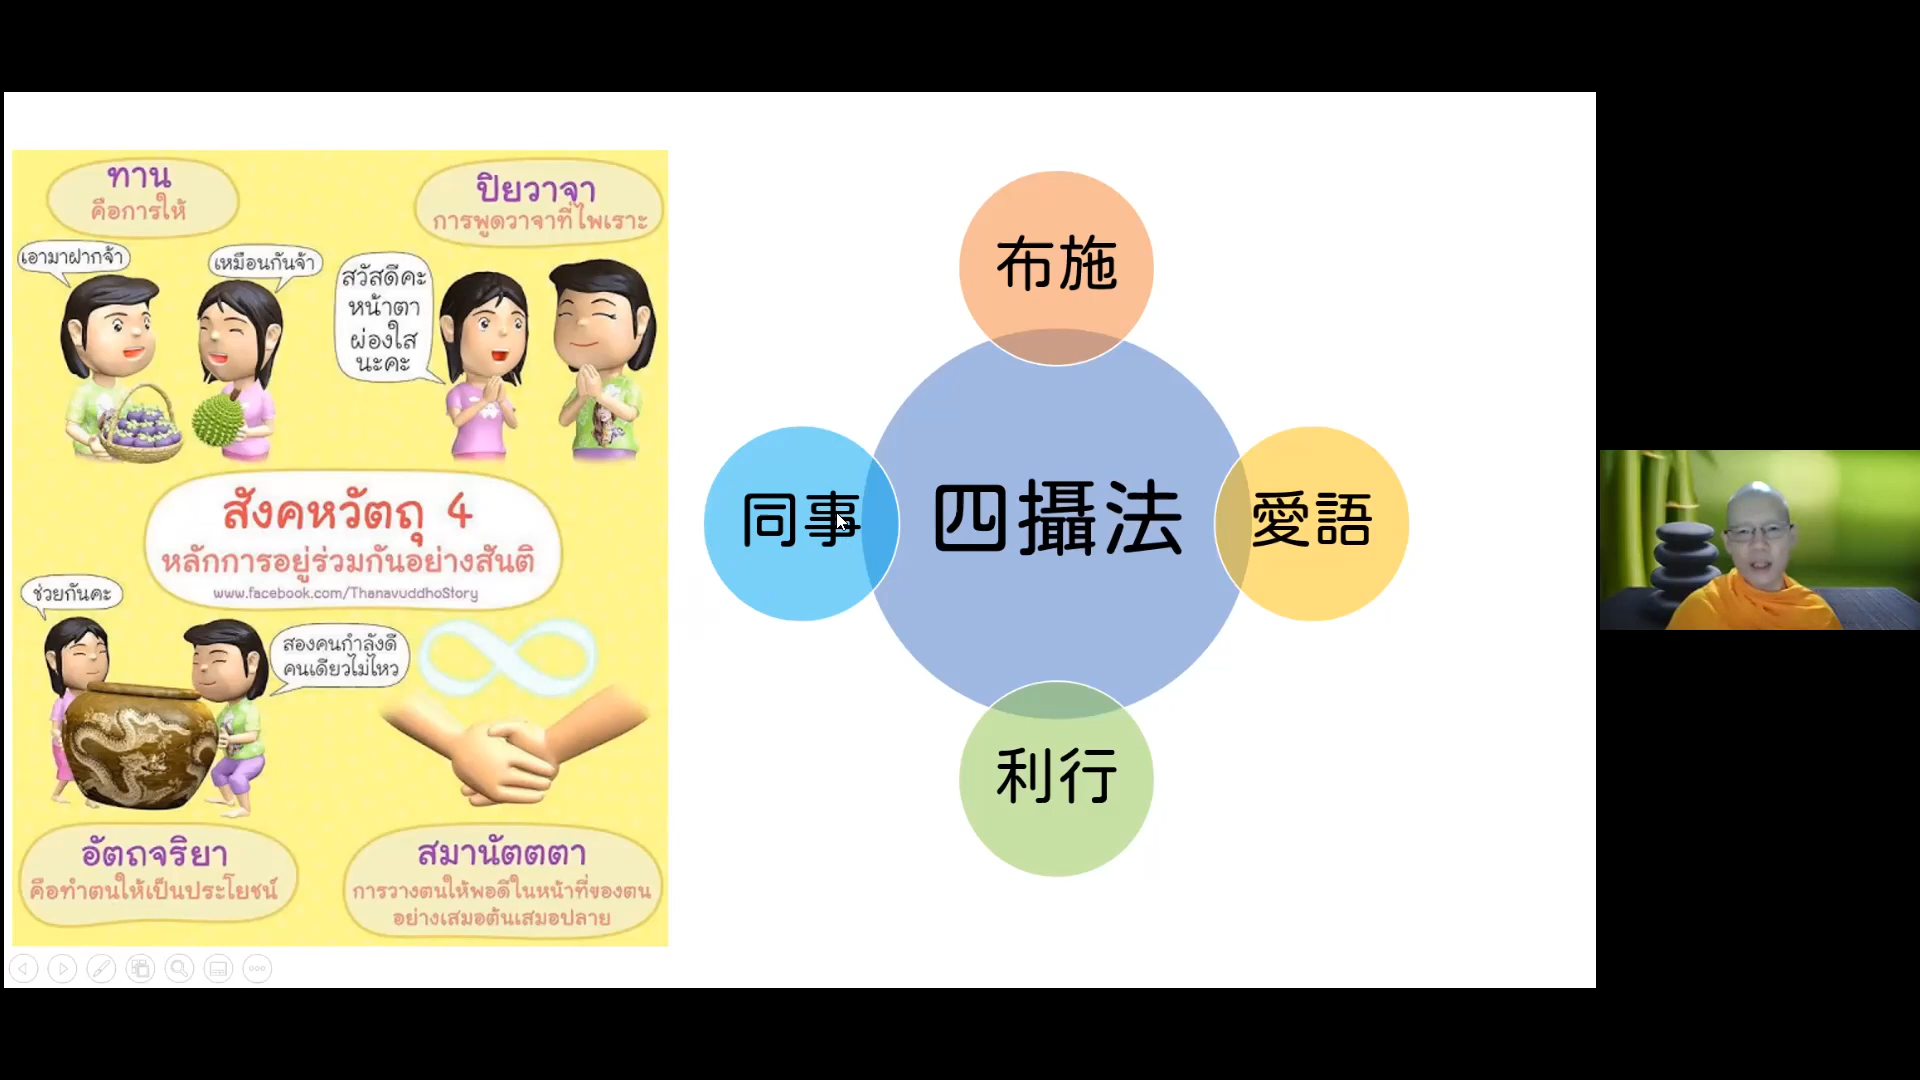 ทาน
คือการให้
ปิยวาจา
การพูดวาจาที่ไพเราะ
เอามาฝากจ้า
เหมือนกันจ้า
สวัสดีคะ
หน้าตา
ผ่องใส
นะคะ
สังคหวัตถุ 4
หลักการอยู่ร่วมกันอย่างสันติ
www.facebook.com/ThanavuddhoStory
ช่วยกันคะ
สองคนกำลังดี
คนเดียวไม่ไหว
อัตถจริยา
คือทำตนให้เป็นประโยชน์
สมานัตตตา
การวางตนให้พอดีในหน้าที่ของตน
อย่างเสมอต้นเสมอปลาย
布施
同事
四攝法
愛語
利行